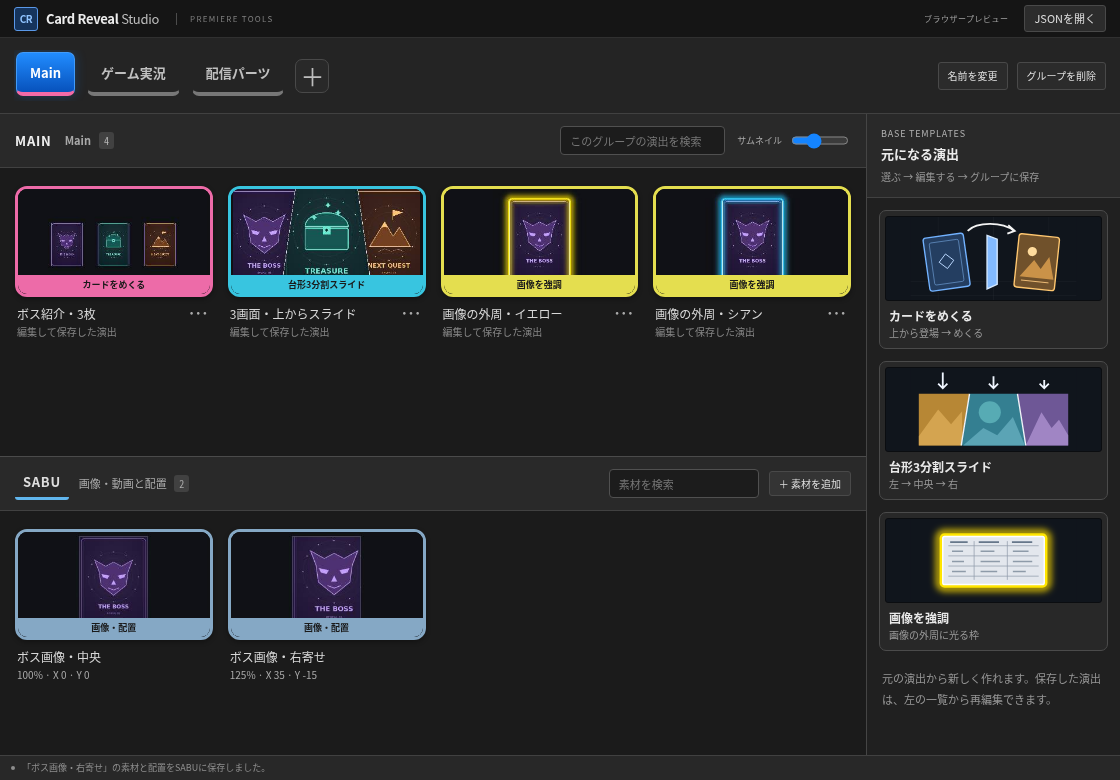 CR Card Reveal Studio PREMIERE TOOLS ブラウザープレビュー JSONを開く
Main ゲーム実況 配信パーツ ＋ 名前を変更 グループを削除
MAIN Main 4 このグループの演出を検索 サムネイル
THE BOSS TREASURE NEXT QUEST THE BOSS THE BOSS
カードをめくる 台形3分割スライド 画像を強調 画像を強調
ボス紹介・3枚 ･･･ 3画面・上からスライド ･･･ 画像の外周・イエロー ･･･ 画像の外周・シアン ･･･
編集して保存した演出 編集して保存した演出 編集して保存した演出 編集して保存した演出
SABU 画像・動画と配置 2 素材を検索 ＋ 素材を追加
THE BOSS THE BOSS
画像・配置 画像・配置
ボス画像・中央 ボス画像・右寄せ
100% · X 0 · Y 0 125% · X 35 · Y -15
BASE TEMPLATES
元になる演出
選ぶ → 編集する → グループに保存
カードをめくる
上から登場 → めくる
台形3分割スライド
左 → 中央 → 右
画像を強調
画像の外周に光る枠
元の演出から新しく作れます。保存した演出
は、左の一覧から再編集できます。
「ボス画像・右寄せ」の素材と配置をSABUに保存しました。